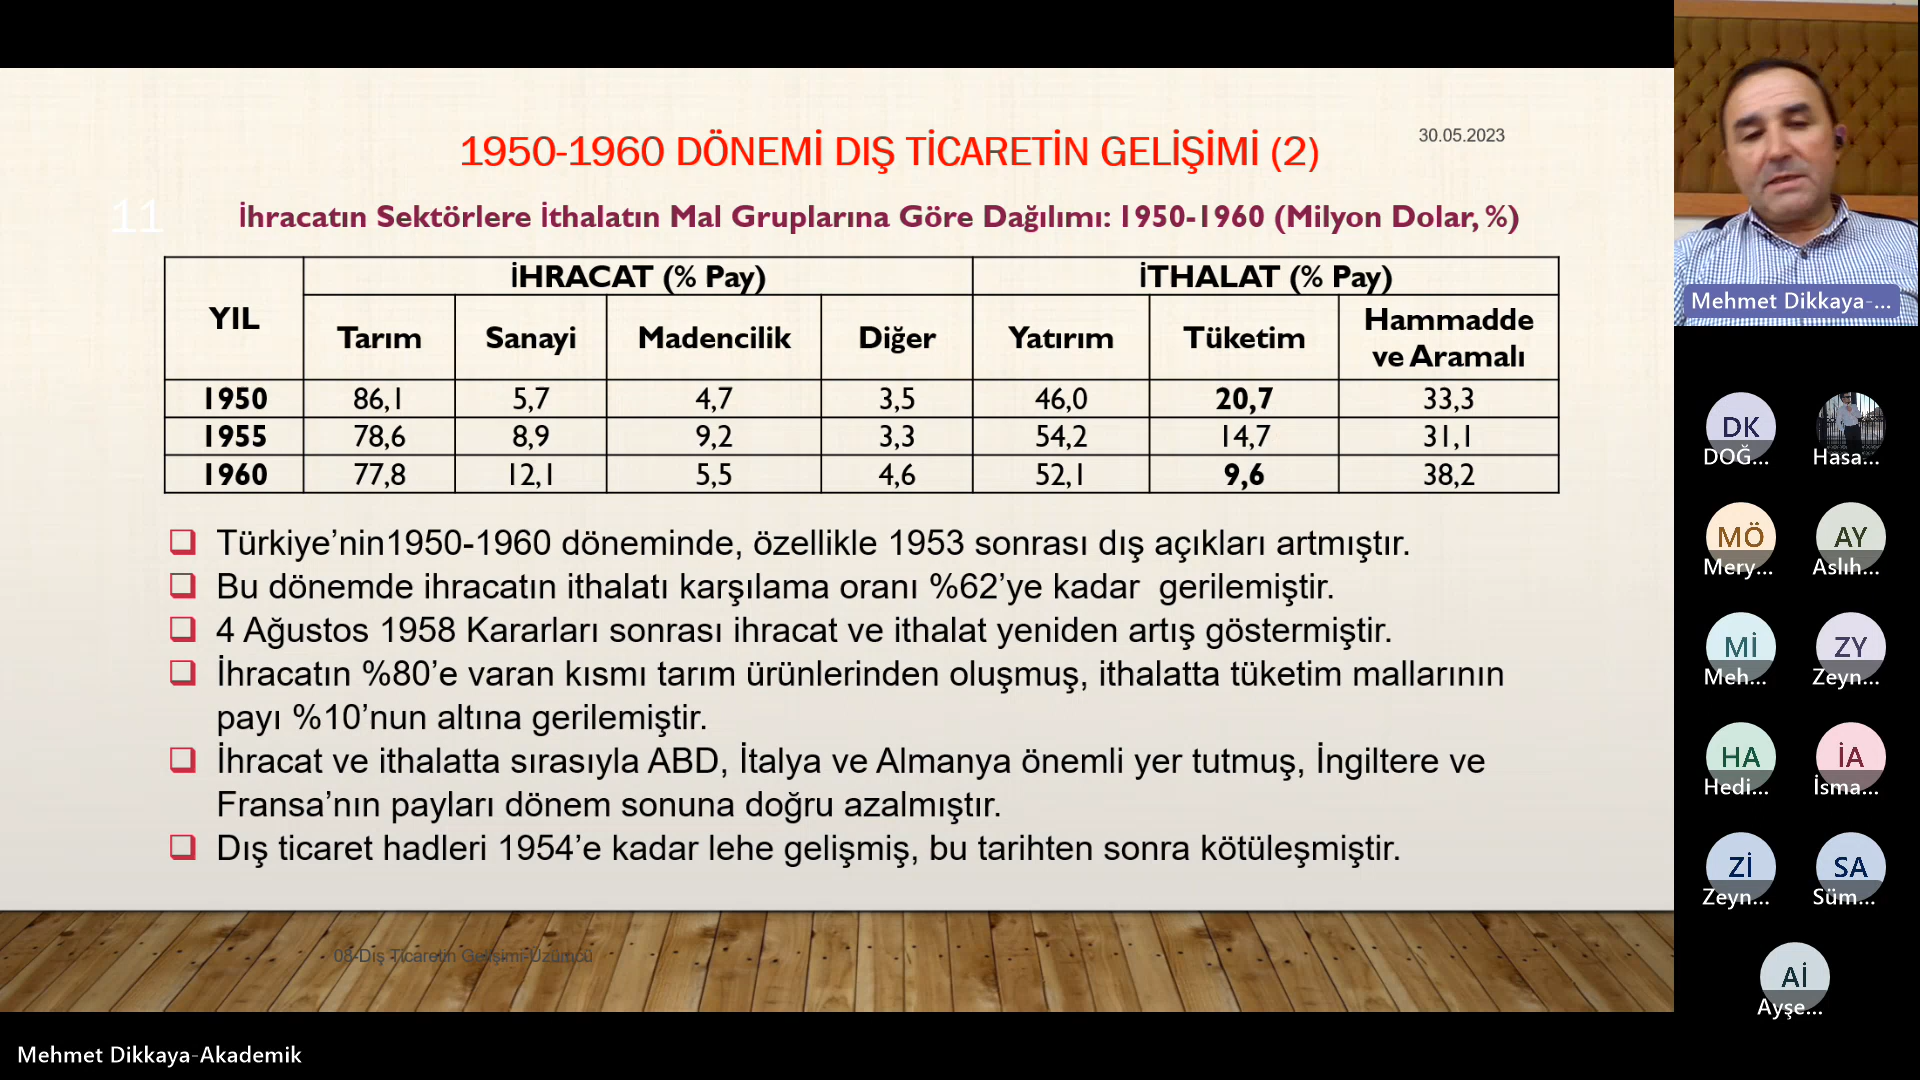 1950-1960 DÖNEMİ DIŞ TİCARETİN GELİŞİMİ (2)
30.05.2023
11
İhracatın Sektörlere İthalatın Mal Gruplarına Göre Dağılımı: 1950-1960 (Milyon Dolar, %)
YIL İHRACAT (% Pay) İTHALAT (% Pay)
Tarım Sanayi Madencilik Diğer Yatırım Tüketim Hammadde ve Aramalı
1950 86,1 5,7 4,7 3,5 46,0 20,7 33,3
1955 78,6 8,9 9,2 3,3 54,2 14,7 31,1
1960 77,8 12,1 5,5 4,6 52,1 9,6 38,2
Türkiye’nin1950-1960 döneminde, özellikle 1953 sonrası dış açıkları artmıştır.
Bu dönemde ihracatın ithalatı karşılama oranı %62’ye kadar gerilemiştir.
4 Ağustos 1958 Kararları sonrası ihracat ve ithalat yeniden artış göstermiştir.
İhracatın %80’e varan kısmı tarım ürünlerinden oluşmuş, ithalatta tüketim mallarının
payı %10’nun altına gerilemiştir.
İhracat ve ithalatta sırasıyla ABD, İtalya ve Almanya önemli yer tutmuş, İngiltere ve
Fransa’nın payları dönem sonuna doğru azalmıştır.
Dış ticaret hadleri 1954’e kadar lehe gelişmiş, bu tarihten sonra kötüleşmiştir.
08-Dış Ticaretin Gelişimi-Üzümcü
Mehmet Dikkaya-Akademik
Mehmet Dikkaya-...
DK
DOĞ...
Hasa...
MÖ
Mery...
AY
Aslıh...
Mİ
Meh...
ZY
Zeyn...
HA
Hedi...
İA
İsma...
Zİ
Zeyn...
SA
Süm...
Aİ
Ayşe...